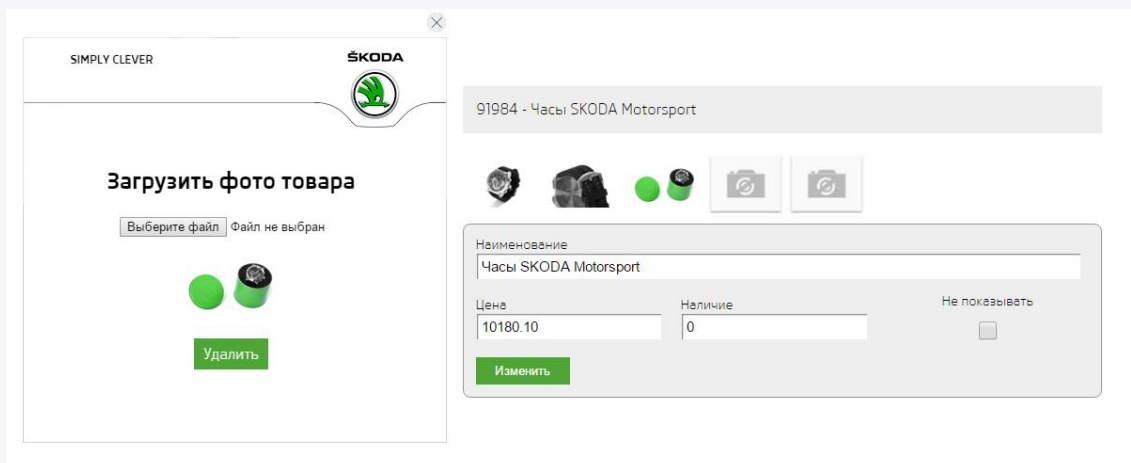 SIMPLY CLEVER
ŠKODA
Загрузить фото товара
Выберите файл Файл не выбран
Удалить
91984 - Часы SKODA Motorsport
Наименование
Часы SKODA Motorsport
Цена
Наличие
Не показывать
10180.10
0
Изменить